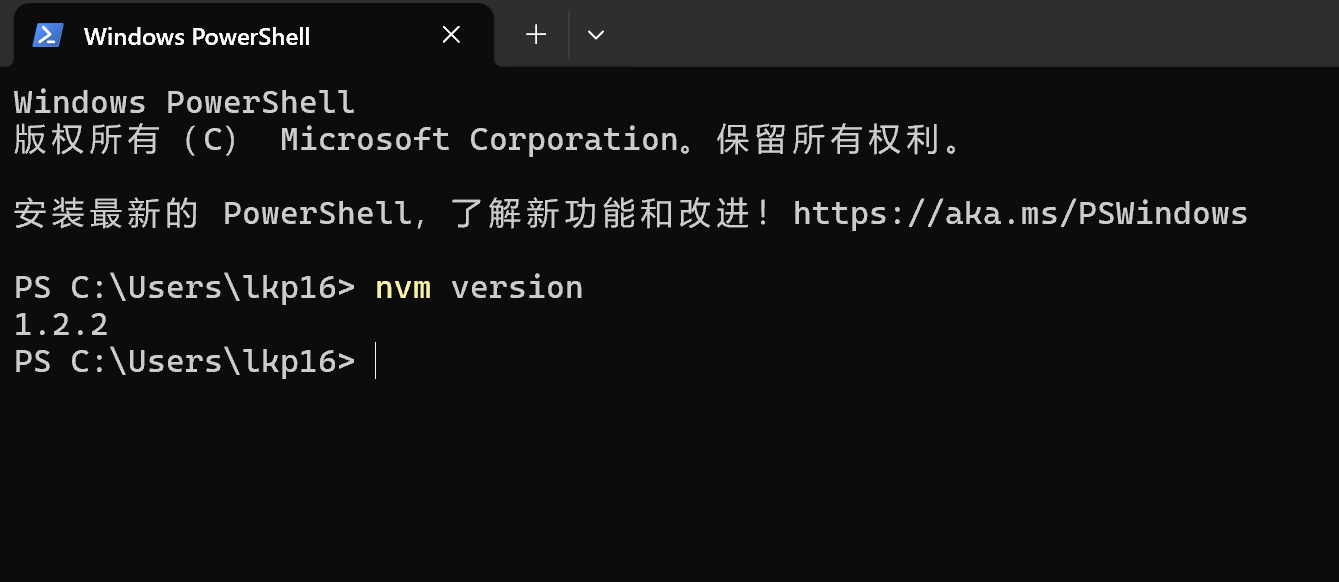 Windows PowerShell
Windows PowerShell
版权所有 (C) Microsoft Corporation。保留所有权利。
安装最新的 PowerShell，了解新功能和改进！https://aka.ms/PSWindows
PS C:\Users\lkp16> nvm version
1.2.2
PS C:\Users\lkp16>